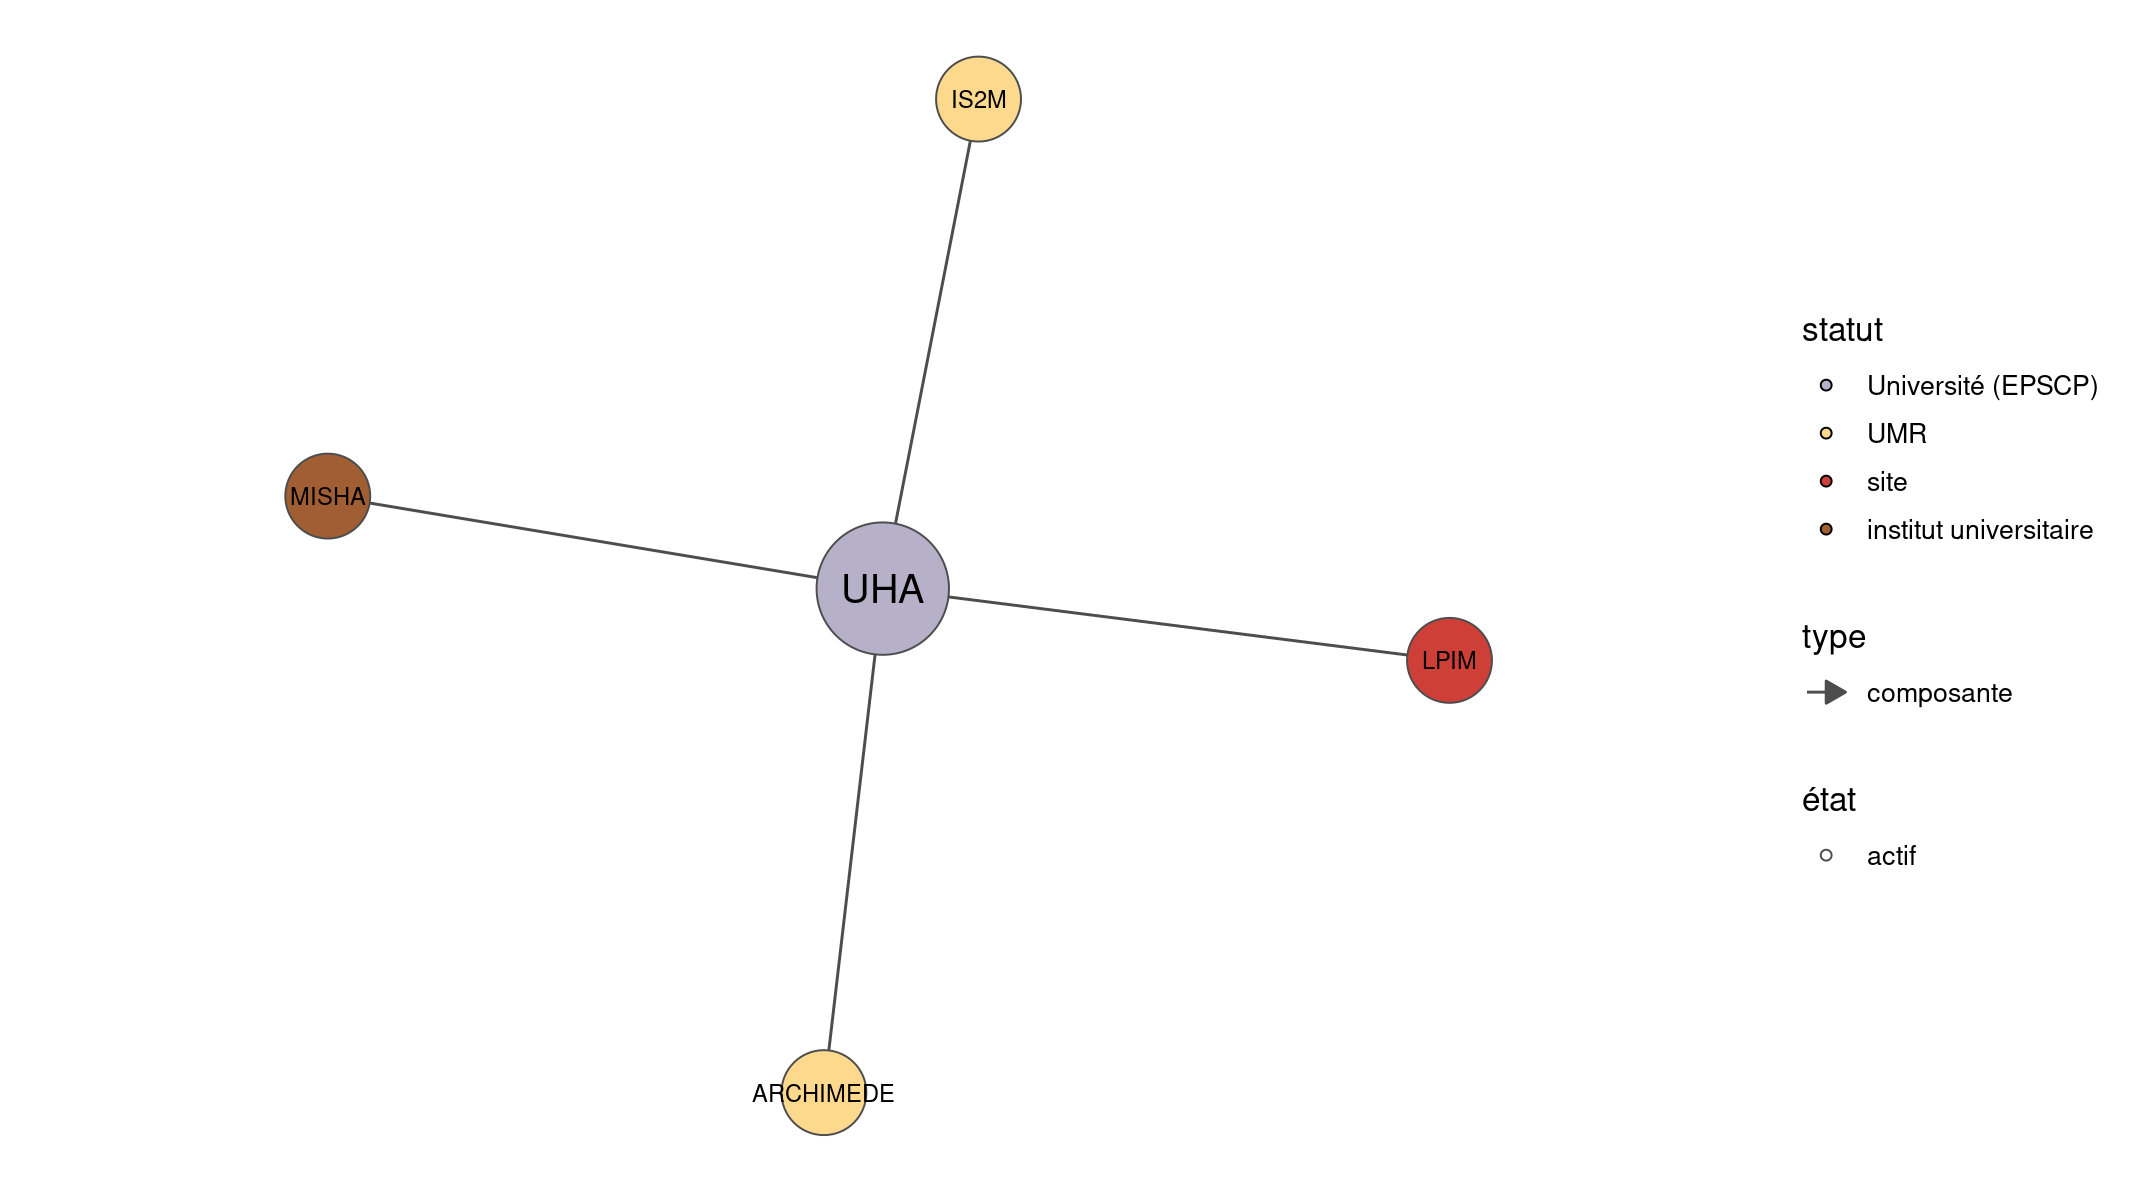 IS2M
MISHA
UHA
LPIM
ARCHIMEDE
statut
Université (EPSCP)
UMR
site
institut universitaire
type
composante
état
actif